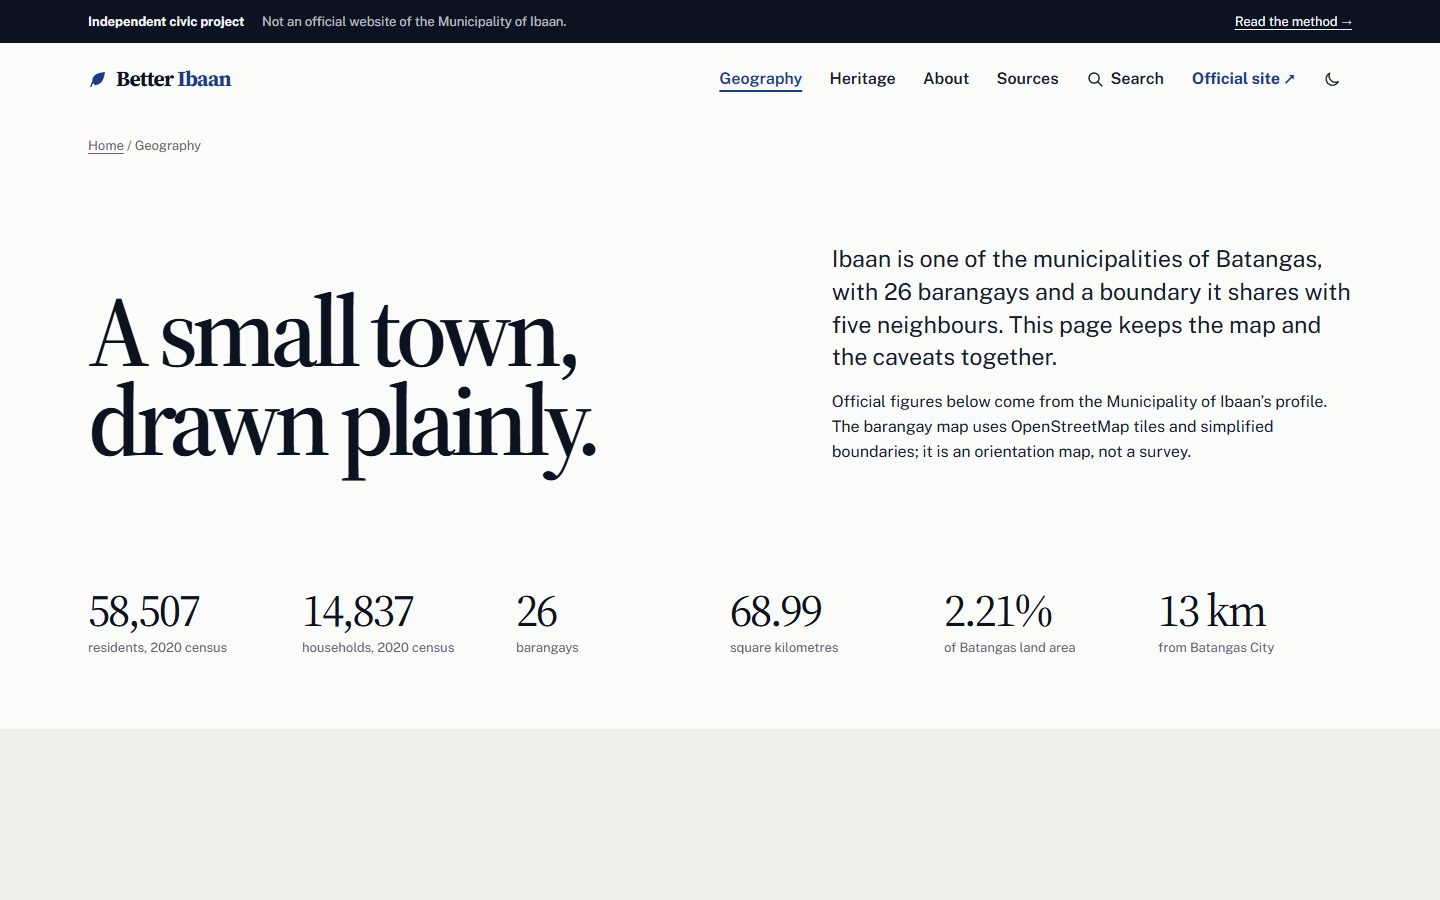 Independent civic project Not an official website of the Municipality of Ibaan. Read the method →
Better Ibaan Geography Heritage About Sources Search Official site ↗
Home / Geography
A small town,
drawn plainly.
Ibaan is one of the municipalities of Batangas,
with 26 barangays and a boundary it shares with
five neighbours. This page keeps the map and
the caveats together.
Official figures below come from the Municipality of Ibaan's profile.
The barangay map uses OpenStreetMap tiles and simplified
boundaries; it is an orientation map, not a survey.
58,507 14,837 26 68.99 2.21% 13 km
residents, 2020 census households, 2020 census barangays square kilometres of Batangas land area from Batangas City